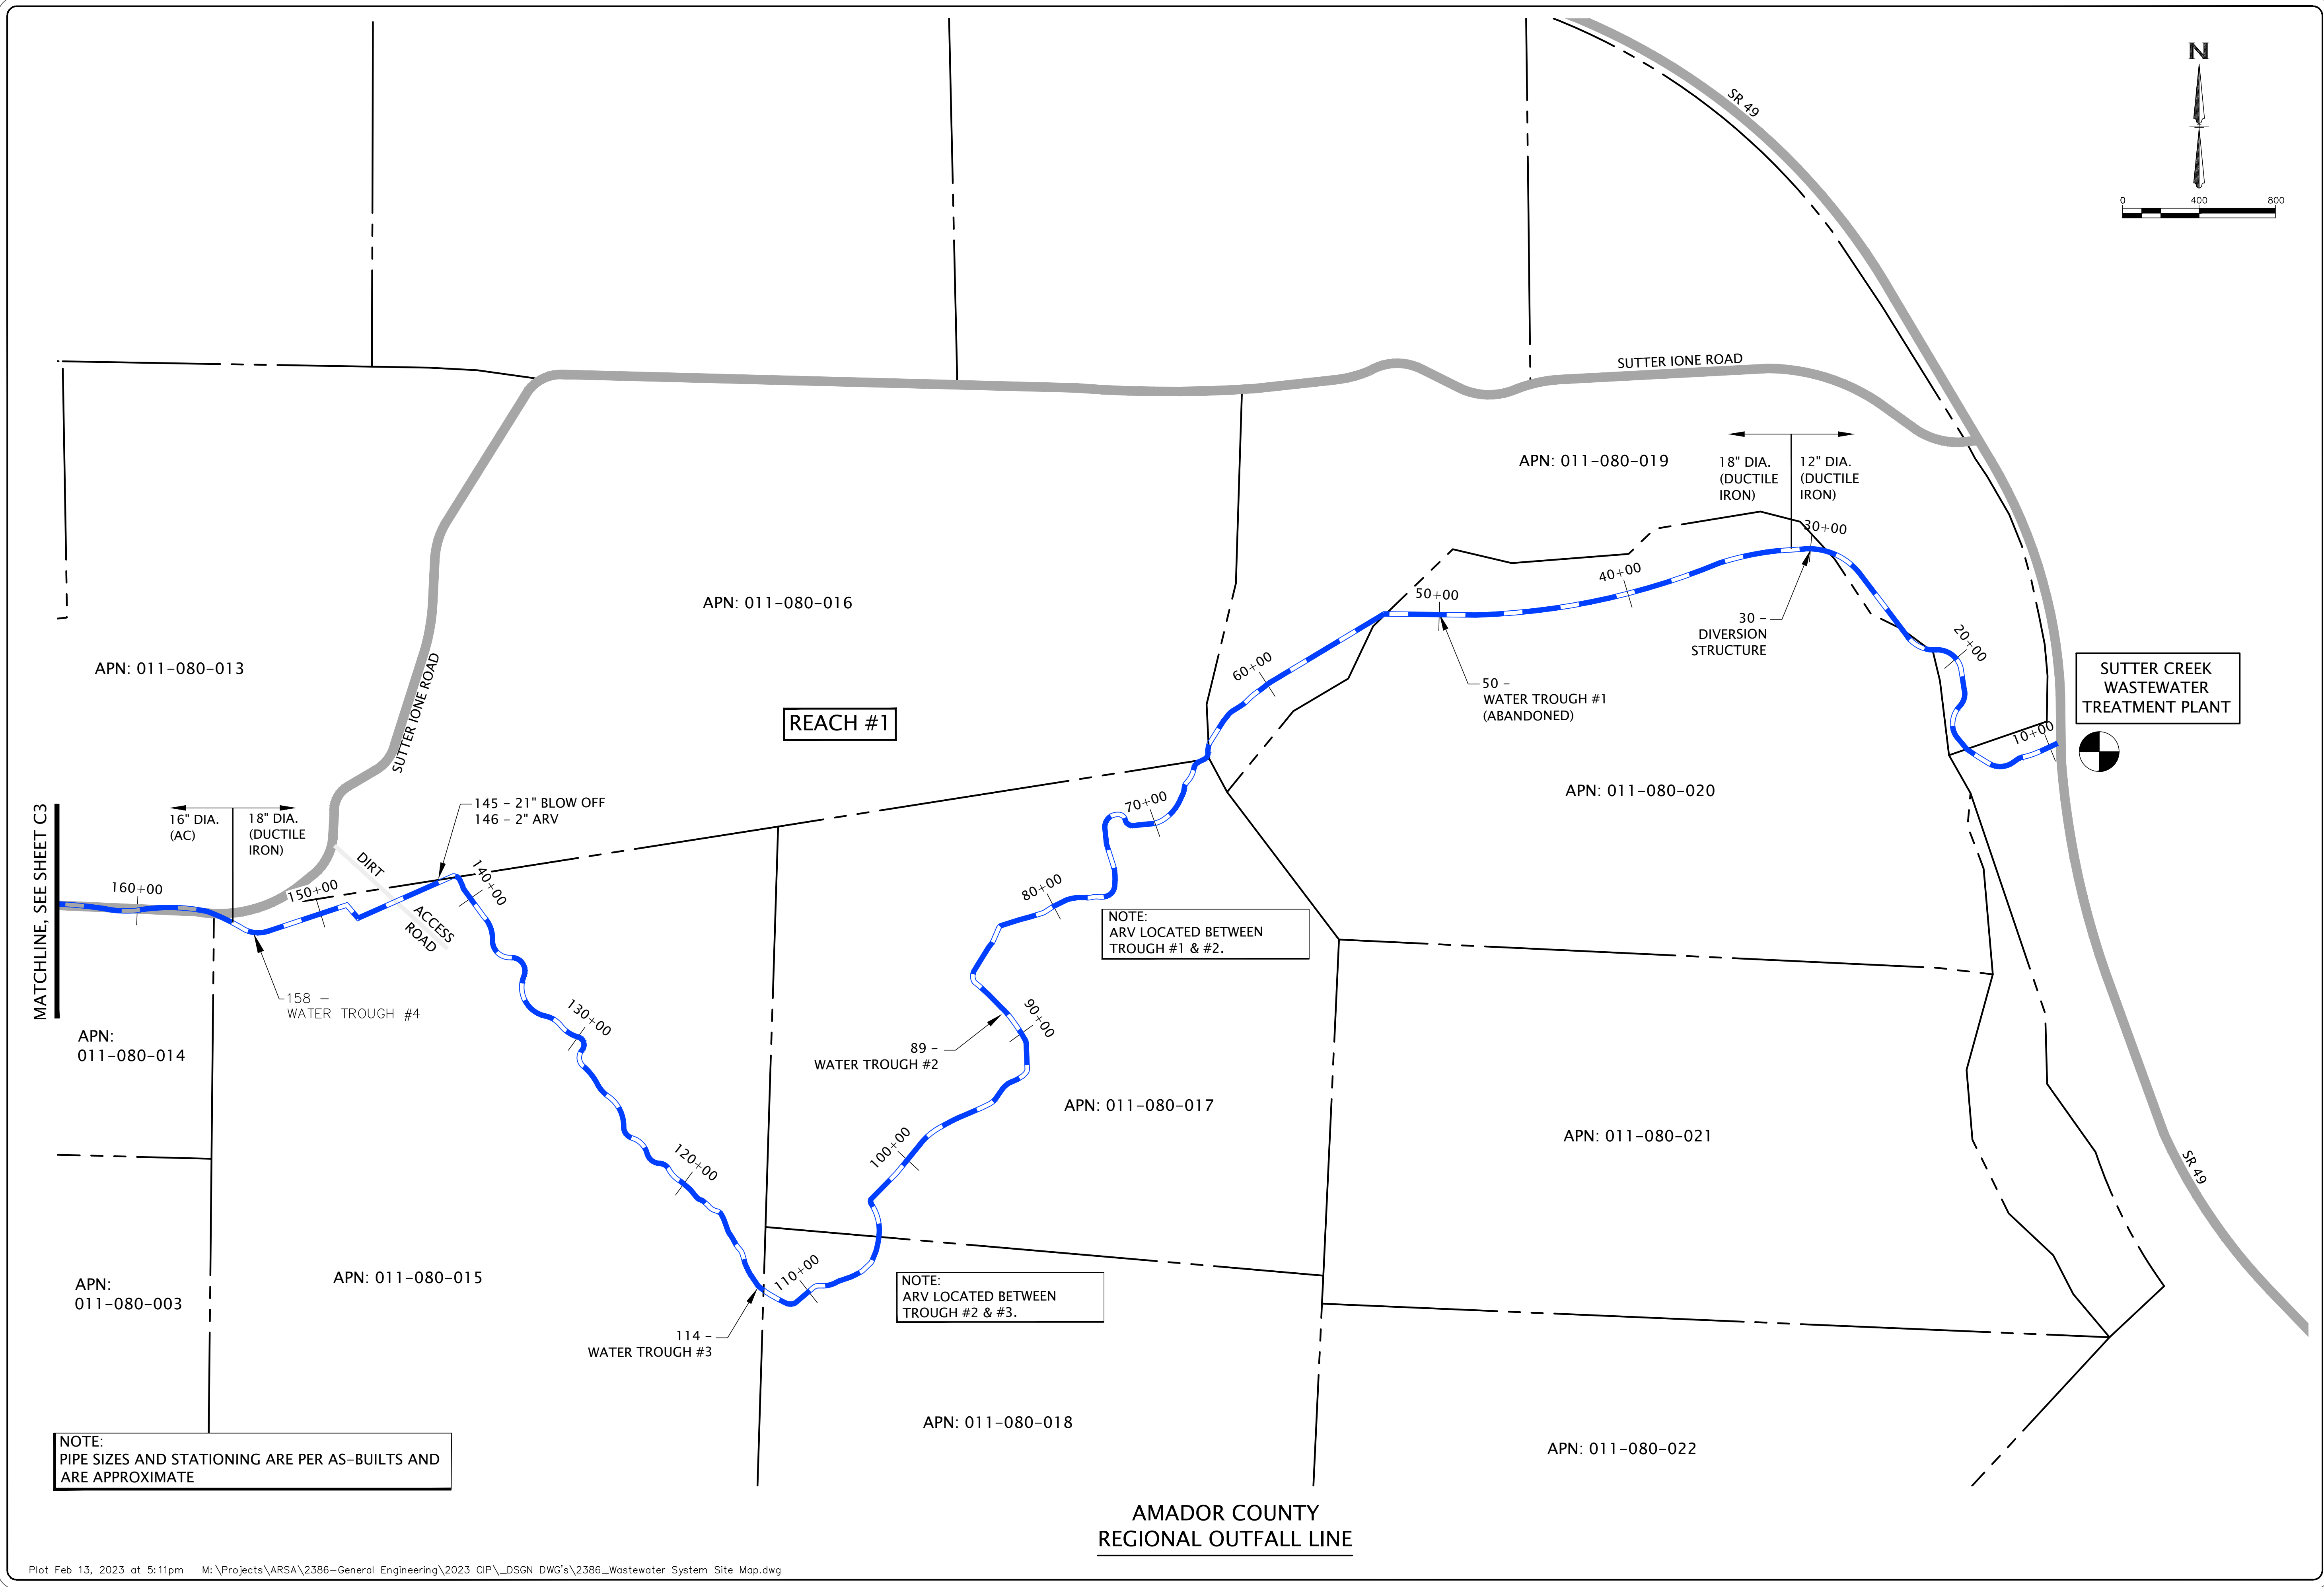 N
0 400 800
SR 49
SUTTER IONE ROAD
APN: 011-080-019
18" DIA.
(DUCTILE
IRON)
12" DIA.
(DUCTILE
IRON)
30+00
40+00
50+00
60+00
20+00
10+00
30 -
DIVERSION
STRUCTURE
50 -
WATER TROUGH #1
(ABANDONED)
SUTTER CREEK
WASTEWATER
TREATMENT PLANT
APN: 011-080-016
APN: 011-080-013
SUTTER IONE ROAD
REACH #1
APN: 011-080-020
MATCHLINE, SEE SHEET C3
16" DIA.
(AC)
18" DIA.
(DUCTILE
IRON)
145 - 21" BLOW OFF
146 - 2" ARV
DIRT
ACCESS
ROAD
160+00
150+00
140+00
70+00
80+00
NOTE:
ARV LOCATED BETWEEN
TROUGH #1 & #2.
158 -
WATER TROUGH #4
130+00
90+00
89 -
WATER TROUGH #2
APN:
011-080-014
APN: 011-080-017
APN: 011-080-021
SR 49
120+00
100+00
110+00
APN:
011-080-003
APN: 011-080-015
NOTE:
ARV LOCATED BETWEEN
TROUGH #2 & #3.
114 -
WATER TROUGH #3
APN: 011-080-018
APN: 011-080-022
NOTE:
PIPE SIZES AND STATIONING ARE PER AS-BUILTS AND
ARE APPROXIMATE
AMADOR COUNTY
REGIONAL OUTFALL LINE
Plot Feb 13, 2023 at 5:11pm M:\Projects\ARSA\2386-General Engineering\2023 CIP\_DSGN DWG's\2386_Wastewater System Site Map.dwg